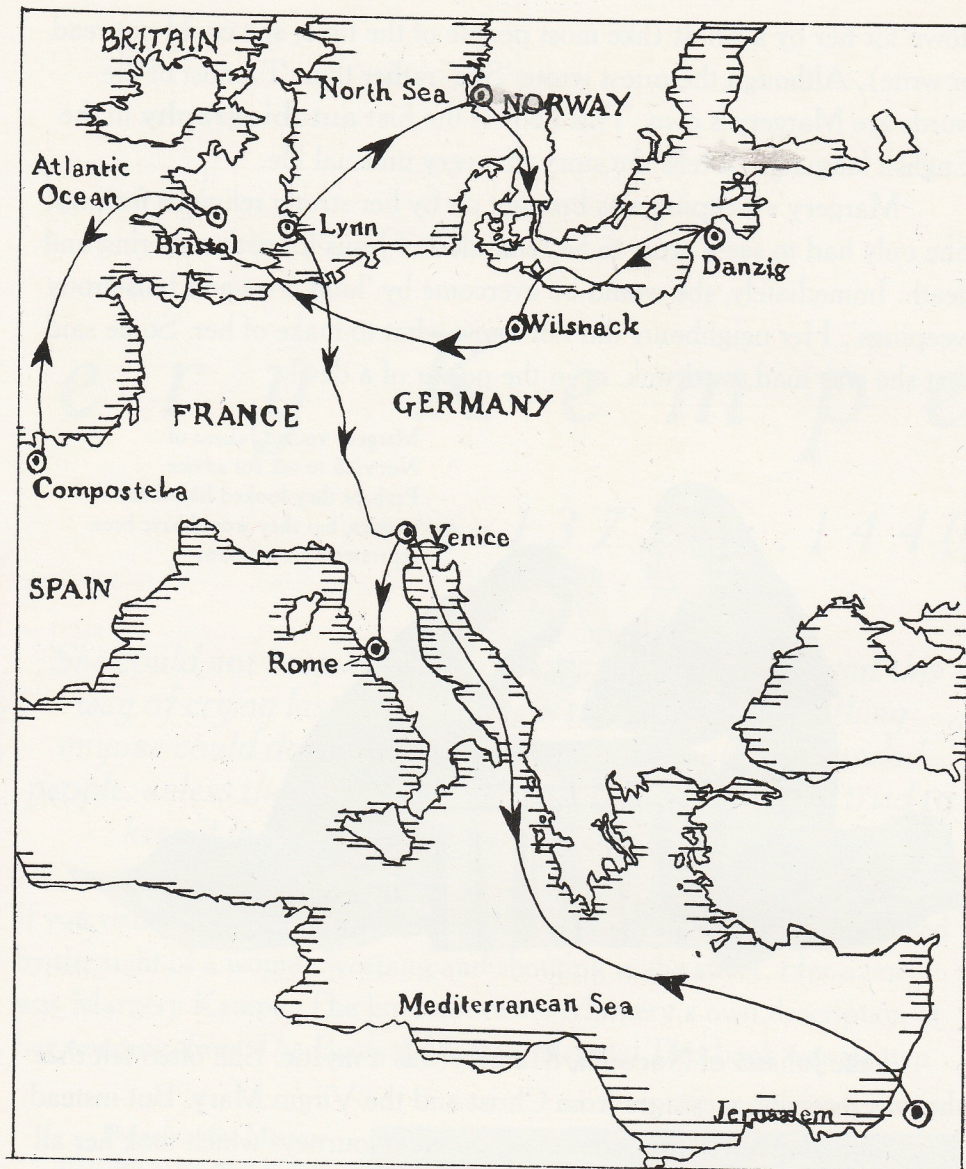 BRITAIN
North Sea
NORWAY
Atlantic
Ocean
Lynn
Bristol
Danzig
Wilsnack
FRANCE
GERMANY
Compostela
Venice
SPAIN
Rome
Mediterranean Sea
Jerusalem